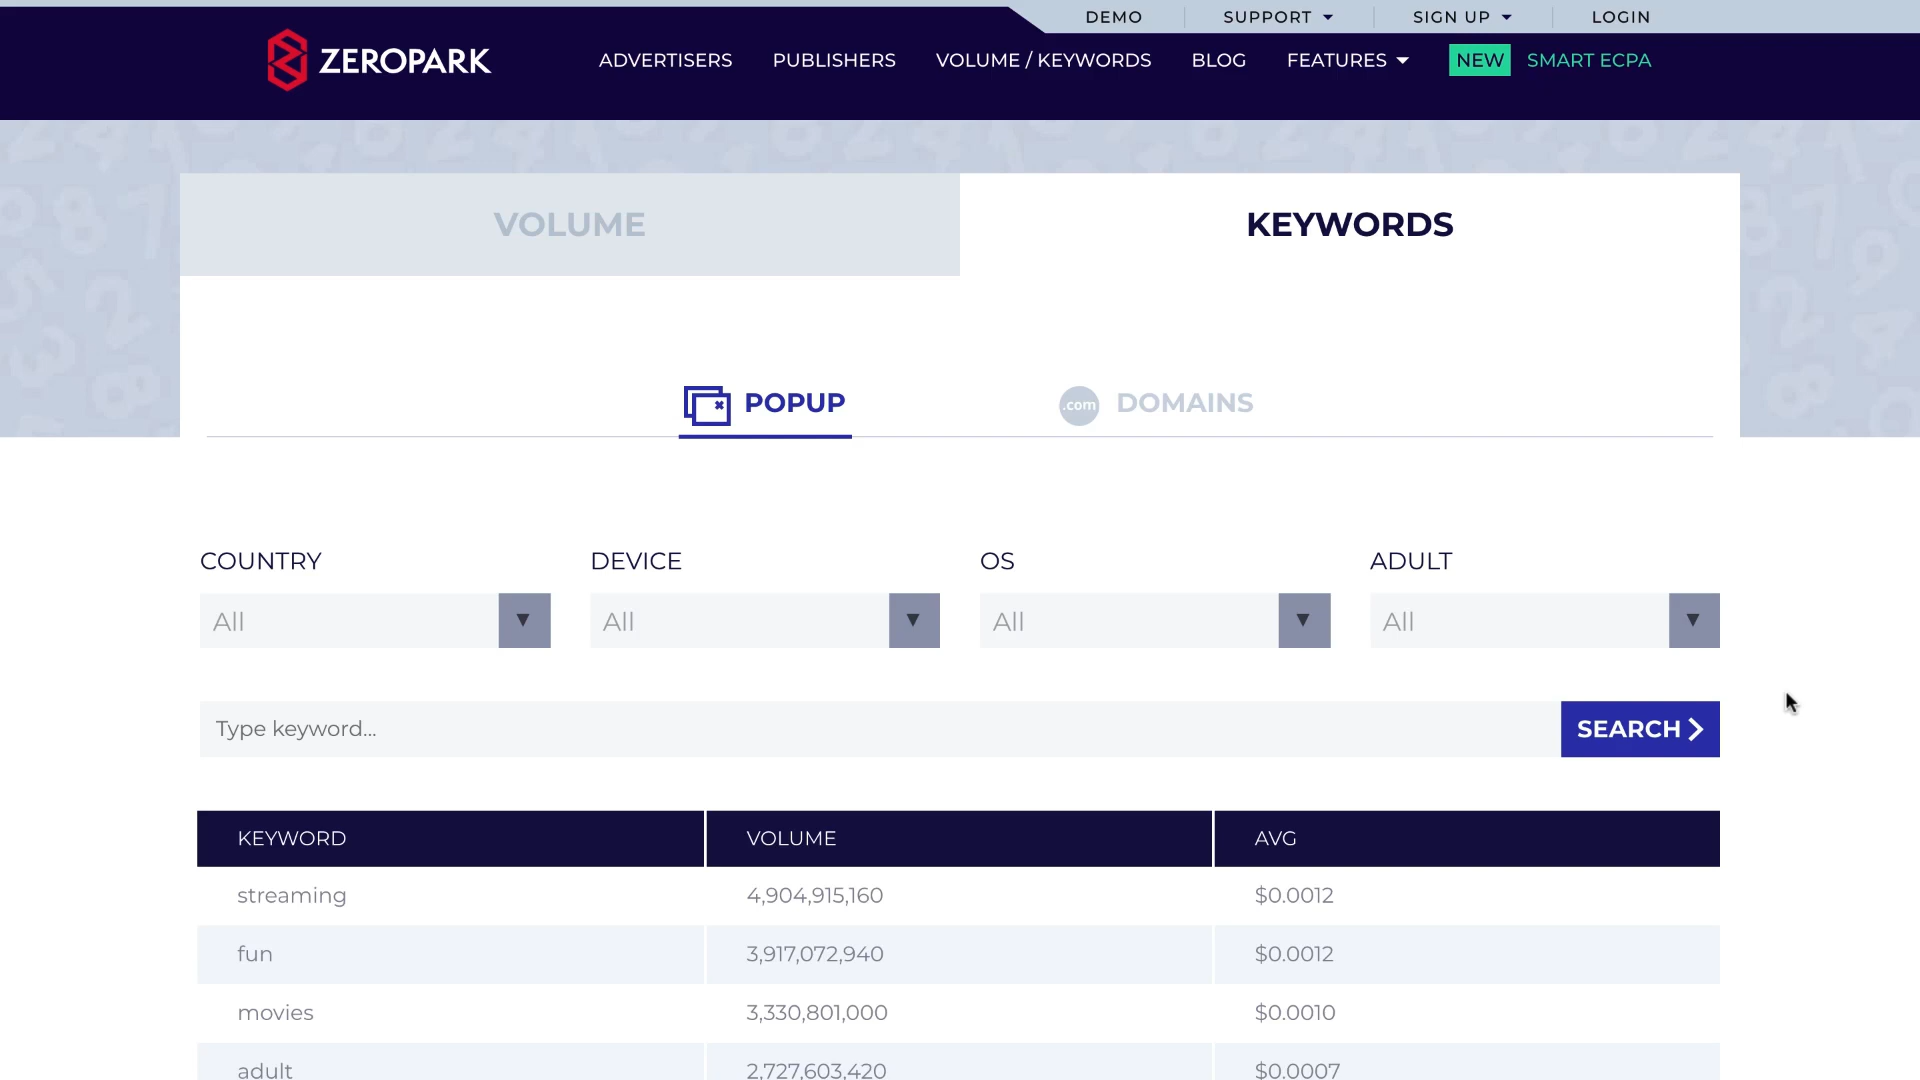 DEMO SUPPORT SIGN UP LOGIN
ZEROPARK ADVERTISERS PUBLISHERS VOLUME / KEYWORDS BLOG FEATURES NEW SMART ECPA
VOLUME KEYWORDS
POPUP .com DOMAINS
COUNTRY DEVICE OS ADULT
All All All All
Type keyword... SEARCH
KEYWORD VOLUME AVG
streaming 4,904,915,160 $0.0012
fun 3,917,072,940 $0.0012
movies 3,330,801,000 $0.0010
adult 2,727,603,420 $0.0007